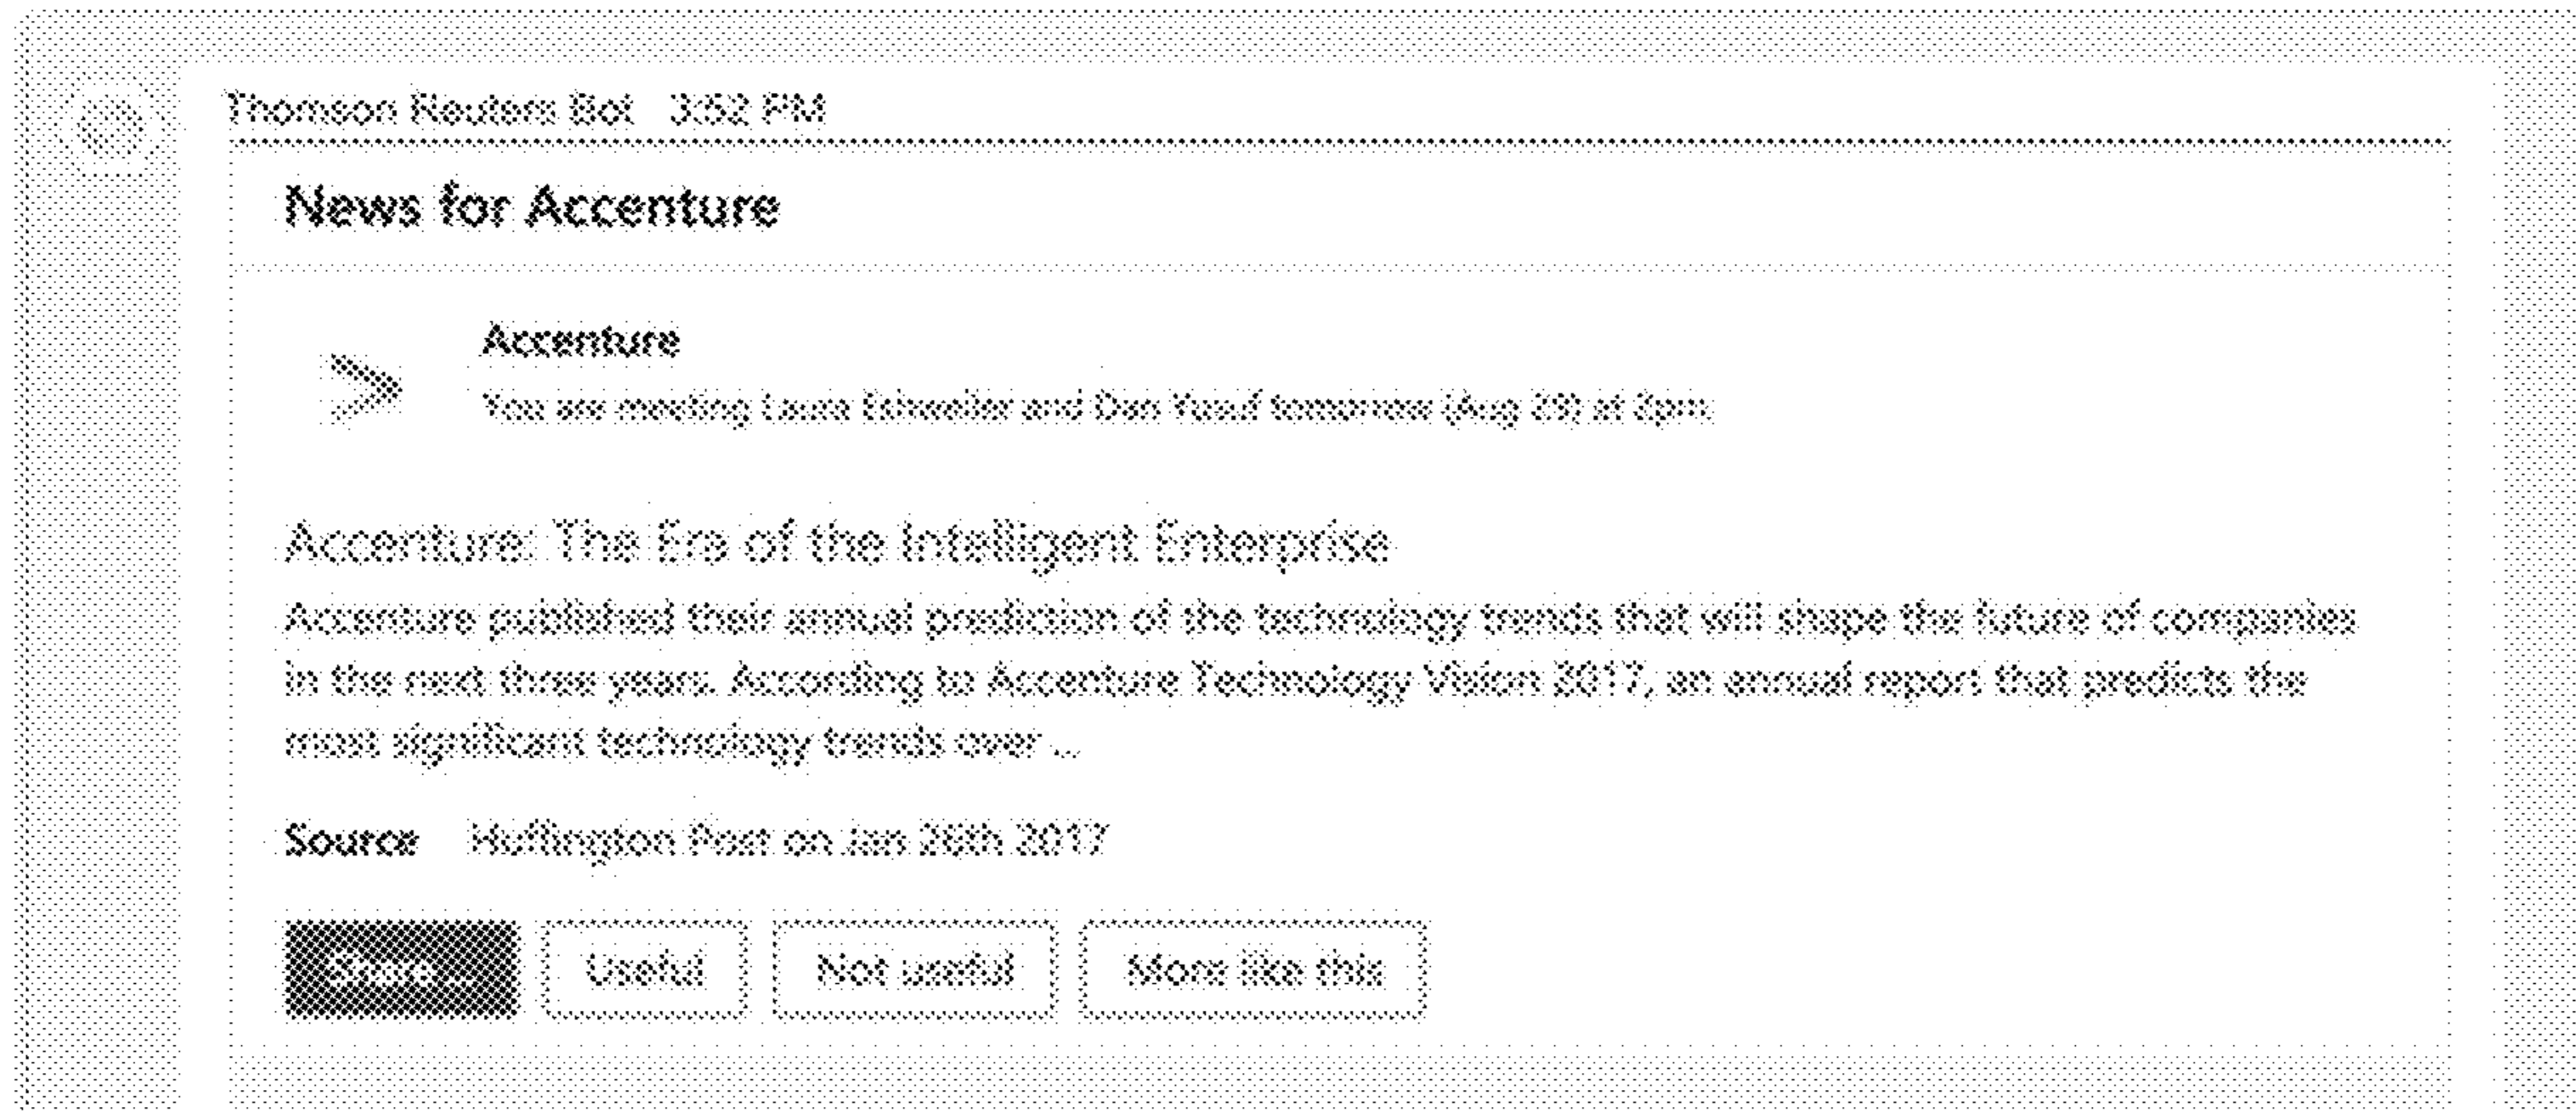 Thomson Reuters Bot 3:52 PM
News for Accenture
Accenture
You are meeting Laura and Dan Yusuf tomorrow (Aug 29) at
Accenture: The Era of the Intelligent Enterprise
Accenture published their annual prediction of the technology trends that will shape the future of companies
in the next three years. According to Accenture Technology Vision 2017, an annual report that predicts the
most significant technology trends over ...
Source Huffington Post on Jan 2017
Share
Useful
Not useful
More like this